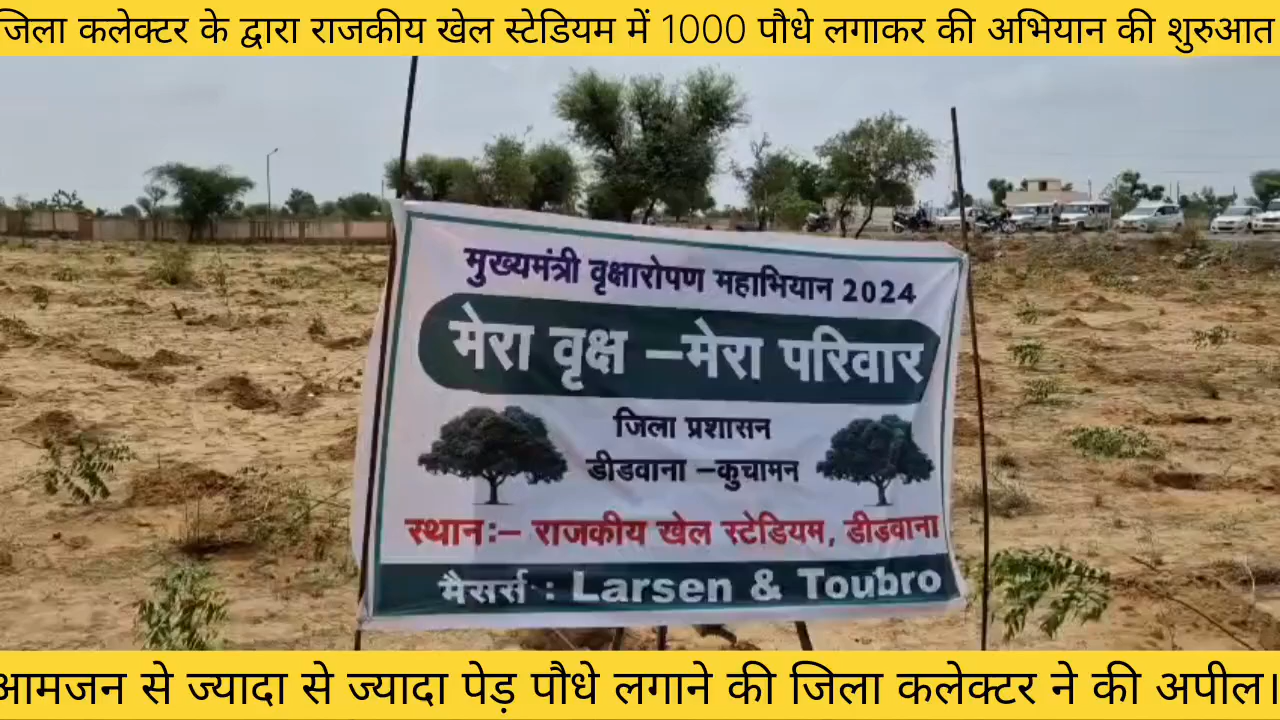 जिला कलेक्टर के द्वारा राजकीय खेल स्टेडियम में 1000 पौधे लगाकर की अभियान की शुरुआत
मुख्यमंत्री वृक्षारोपण महाभियान 2024
मेरा वृक्ष –मेरा परिवार
जिला प्रशासन
डीडवाना –कुचामन
स्थान:– राजकीय खेल स्टेडियम, डीडवाना
मैसर्स : Larsen & Toubro
आमजन से ज्यादा से ज्यादा पेड़ पौधे लगाने की जिला कलेक्टर ने की अपील।